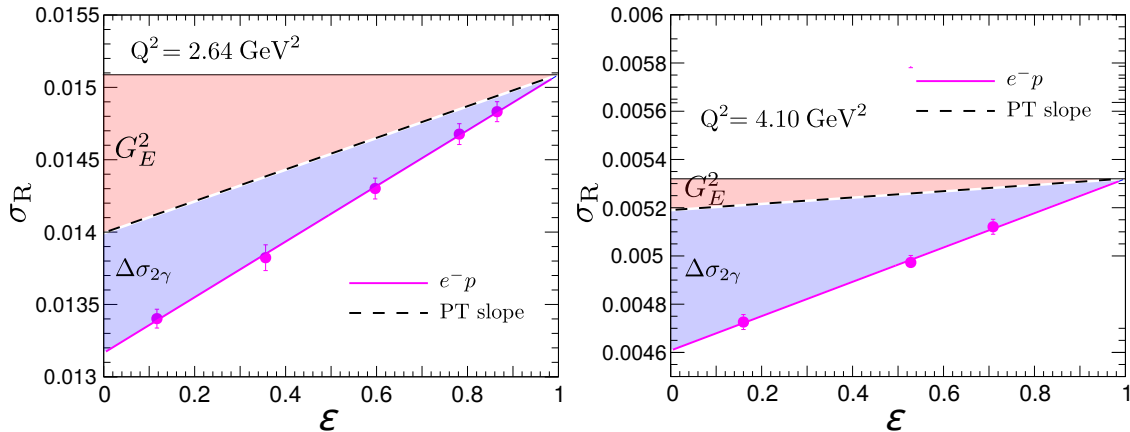 0.0155
Q² = 2.64 GeV²
0.015
G_E²
0.0145
σ_R
0.014
Δσ_2γ
0.0135
e⁻p
PT slope
0.013
0 0.2 0.4 0.6 0.8 1
ε
0.006
0.0058
e⁻p
0.0056
PT slope
Q² = 4.10 GeV²
0.0054
G_E²
σ_R
0.0052
0.005
Δσ_2γ
0.0048
0.0046
0 0.2 0.4 0.6 0.8 1
ε